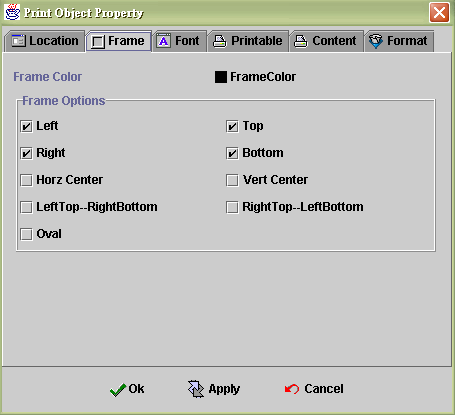 Print Object Property
Location Frame Font Printable Content Format
Frame Color FrameColor
Frame Options
Left Top
Right Bottom
Horz Center Vert Center
LeftTop--RightBottom RightTop--LeftBottom
Oval
Ok Apply Cancel